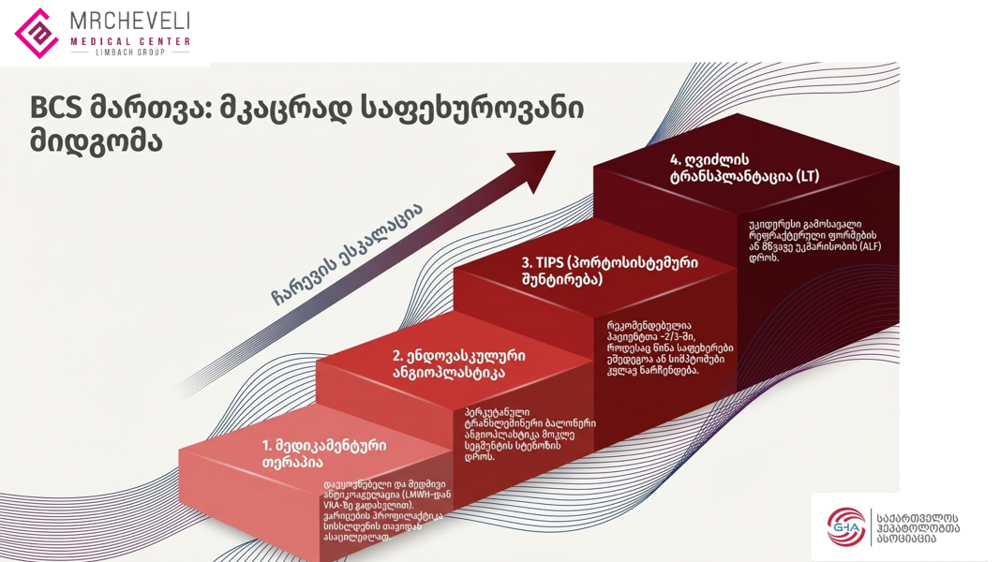 MRCHEVELI
MEDICAL CENTER
LIMBACH GROUP
BCS მართვა: მკაცრად საფეხუროვანი
მიდგომა
ჩარევის ესკალაცია
4. ღვიძლის
ტრანსპლანტაცია (LT)
უკიდურესი გამოსავალი
რეფრაქტერული ფორმების
ან მწვავე უკმარისობის (ALF)
დროს.
3. TIPS (პორტოსისტემური
შუნტირება)
რეკომენდებულია
პაციენტთა ~2/3-ში,
როდესაც წინა საფეხურები
უშედეგოა ან სიმპტომები
კვლავ ნარჩუნდება.
2. ენდოვასკულური
ანგიოპლასტიკა
პერკუტანული
ტრანსლუმინური ბალონური
ანგიოპლასტიკა მოკლე
სეგმენტის სტენოზის
დროს.
1. მედიკამენტური
თერაპია
დაუყოვნებელი და მუდმივი
ანტიკოაგულაცია (LMWH-დან
VKA-ზე გადასვლით).
ვარიცების პროფილაქტიკა
სისხლდენის თავიდან
ასაცილებლად.
GHA
საქართველოს
ჰეპატოლოგთა
ასოციაცია